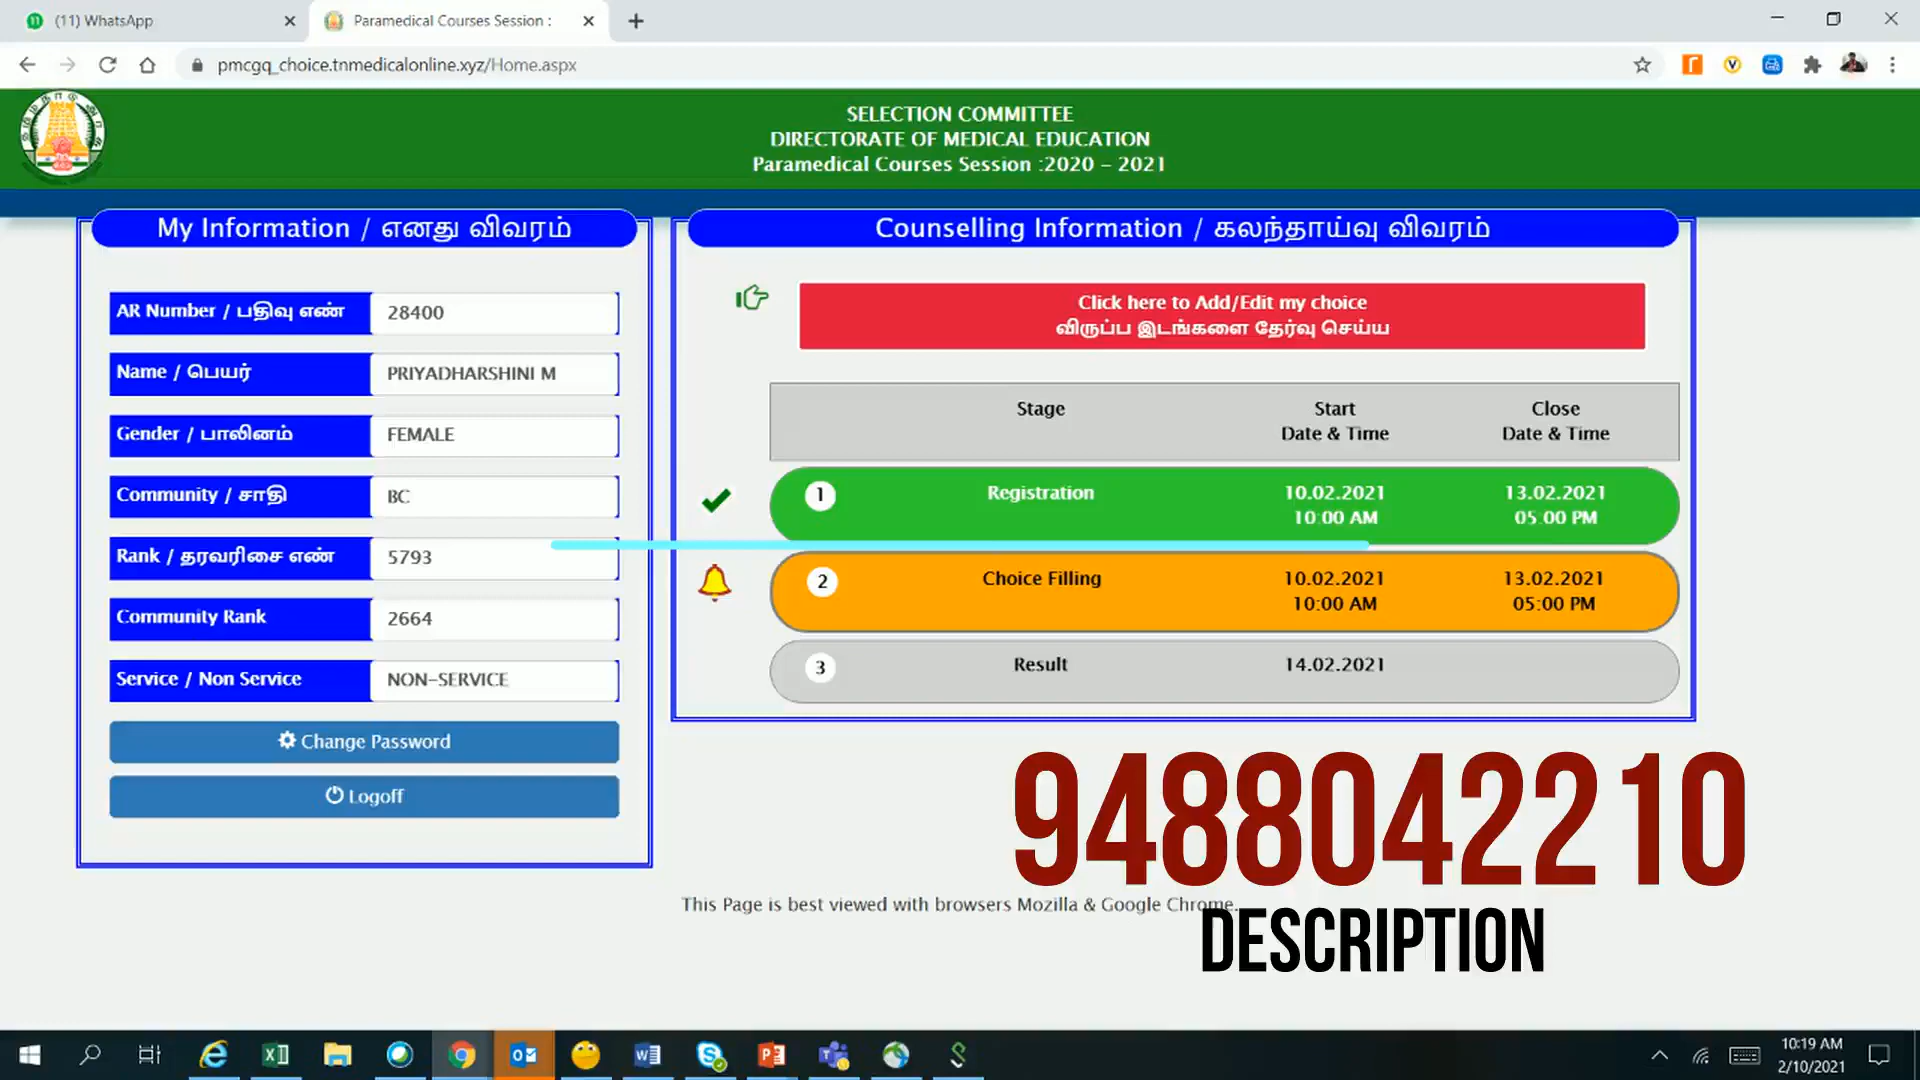 (11) WhatsApp
Paramedical Courses Session :
pmcgq_choice.tnmedicalonline.xyz/Home.aspx
SELECTION COMMITTEE
DIRECTORATE OF MEDICAL EDUCATION
Paramedical Courses Session :2020 - 2021
My Information / எனது விவரம்
AR Number / பதிவு எண் 28400
Name / பெயர் PRIYADHARSHINI M
Gender / பாலினம் FEMALE
Community / சாதி BC
Rank / தரவரிசை எண் 5793
Community Rank 2664
Service / Non Service NON-SERVICE
Change Password
Logoff
Counselling Information / கலந்தாய்வு விவரம்
Click here to Add/Edit my choice
விருப்ப இடங்களை தேர்வு செய்ய
Stage Start Date & Time Close Date & Time
1 Registration 10.02.2021 10:00 AM 13.02.2021 05:00 PM
2 Choice Filling 10.02.2021 10:00 AM 13.02.2021 05:00 PM
3 Result 14.02.2021
9488042210
This Page is best viewed with browsers Mozilla & Google Chrome.
DESCRIPTION
10:19 AM
2/10/2021